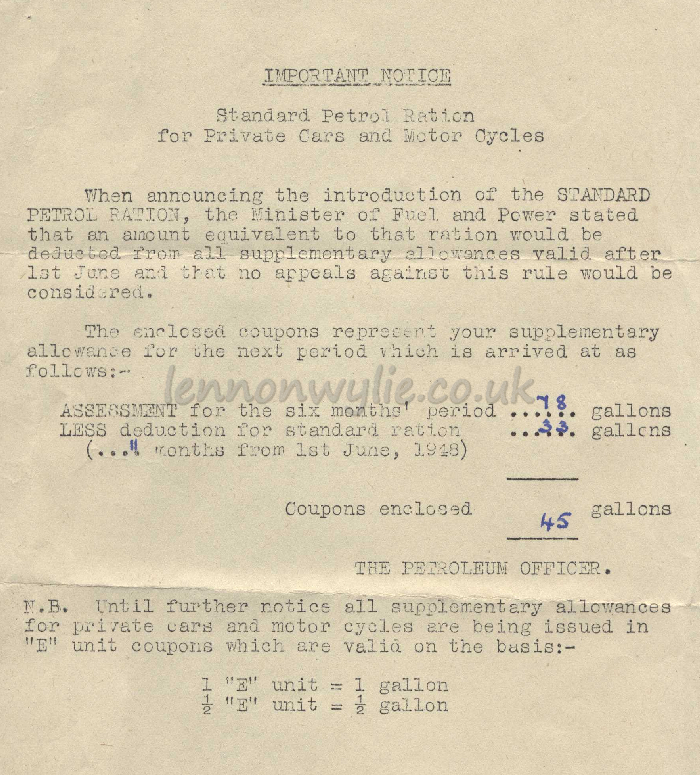 IMPORTANT NOTICE
Standard Petrol Ration
for Private Cars and Motor Cycles
When announcing the introduction of the STANDARD
PETROL RATION, the Minister of Fuel and Power stated
that an amount equivalent to that ration would be
deducted from all supplementary allowances valid after
1st June and that no appeals against this rule would be
considered.
The enclosed coupons represent your supplementary
allowance for the next period which is arrived at as
follows:-
lennonwylie.co.uk
ASSESSMENT for the six months' period ...78... gallons
LESS deduction for standard ration ...33... gallons
(... months from 1st June, 1948)
Coupons enclosed 45 gallons
THE PETROLEUM OFFICER.
N.B. Until further notice all supplementary allowances
for private cars and motor cycles are being issued in
"E" unit coupons which are valid on the basis:-
1 "E" unit = 1 gallon
½ "E" unit = ½ gallon